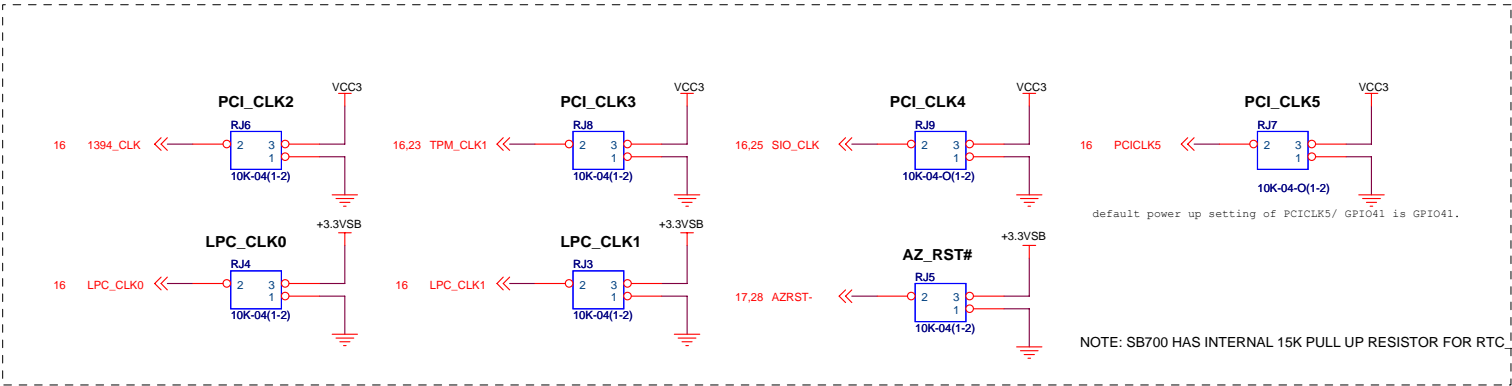 PCI_CLK2
VCC3
RJ6
16 1394_CLK
2 3
1
10K-04(1-2)
PCI_CLK3
VCC3
RJ8
16,23 TPM_CLK1
2 3
1
10K-04(1-2)
PCI_CLK4
VCC3
RJ9
16,25 SIO_CLK
2 3
1
10K-04-O(1-2)
PCI_CLK5
VCC3
RJ7
16 PCICLK5
2 3
1
10K-04-O(1-2)
default power up setting of PCICLK5/ GPIO41 is GPIO41.
LPC_CLK0
+3.3VSB
RJ4
16 LPC_CLK0
2 3
1
10K-04(1-2)
LPC_CLK1
+3.3VSB
RJ3
16 LPC_CLK1
2 3
1
10K-04(1-2)
AZ_RST#
+3.3VSB
RJ5
17,28 AZRST-
2 3
1
10K-04(1-2)
NOTE: SB700 HAS INTERNAL 15K PULL UP RESISTOR FOR RTC_